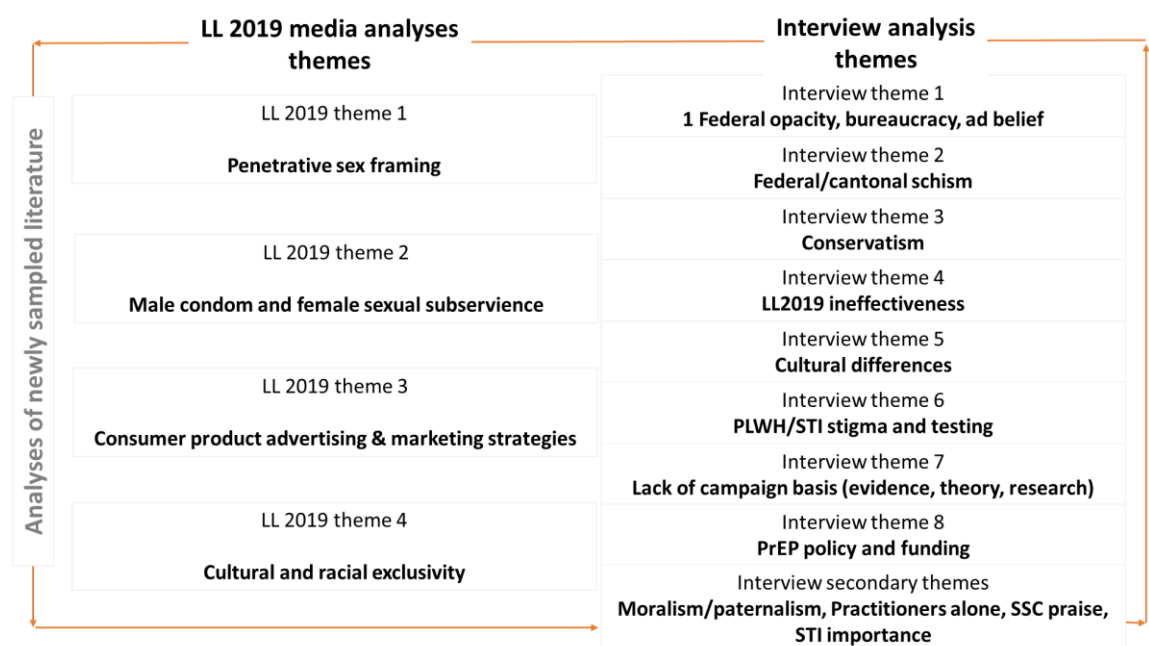 LL 2019 media analyses
themes
Analyses of newly sampled literature
LL 2019 theme 1
Penetrative sex framing
LL 2019 theme 2
Male condom and female sexual subservience
LL 2019 theme 3
Consumer product advertising & marketing strategies
LL 2019 theme 4
Cultural and racial exclusivity
Interview analysis
themes
Interview theme 1
1 Federal opacity, bureaucracy, ad belief
Interview theme 2
Federal/cantonal schism
Interview theme 3
Conservatism
Interview theme 4
LL2019 ineffectiveness
Interview theme 5
Cultural differences
Interview theme 6
PLWH/STI stigma and testing
Interview theme 7
Lack of campaign basis (evidence, theory, research)
Interview theme 8
PrEP policy and funding
Interview secondary themes
Moralism/paternalism, Practitioners alone, SSC praise,
STI importance